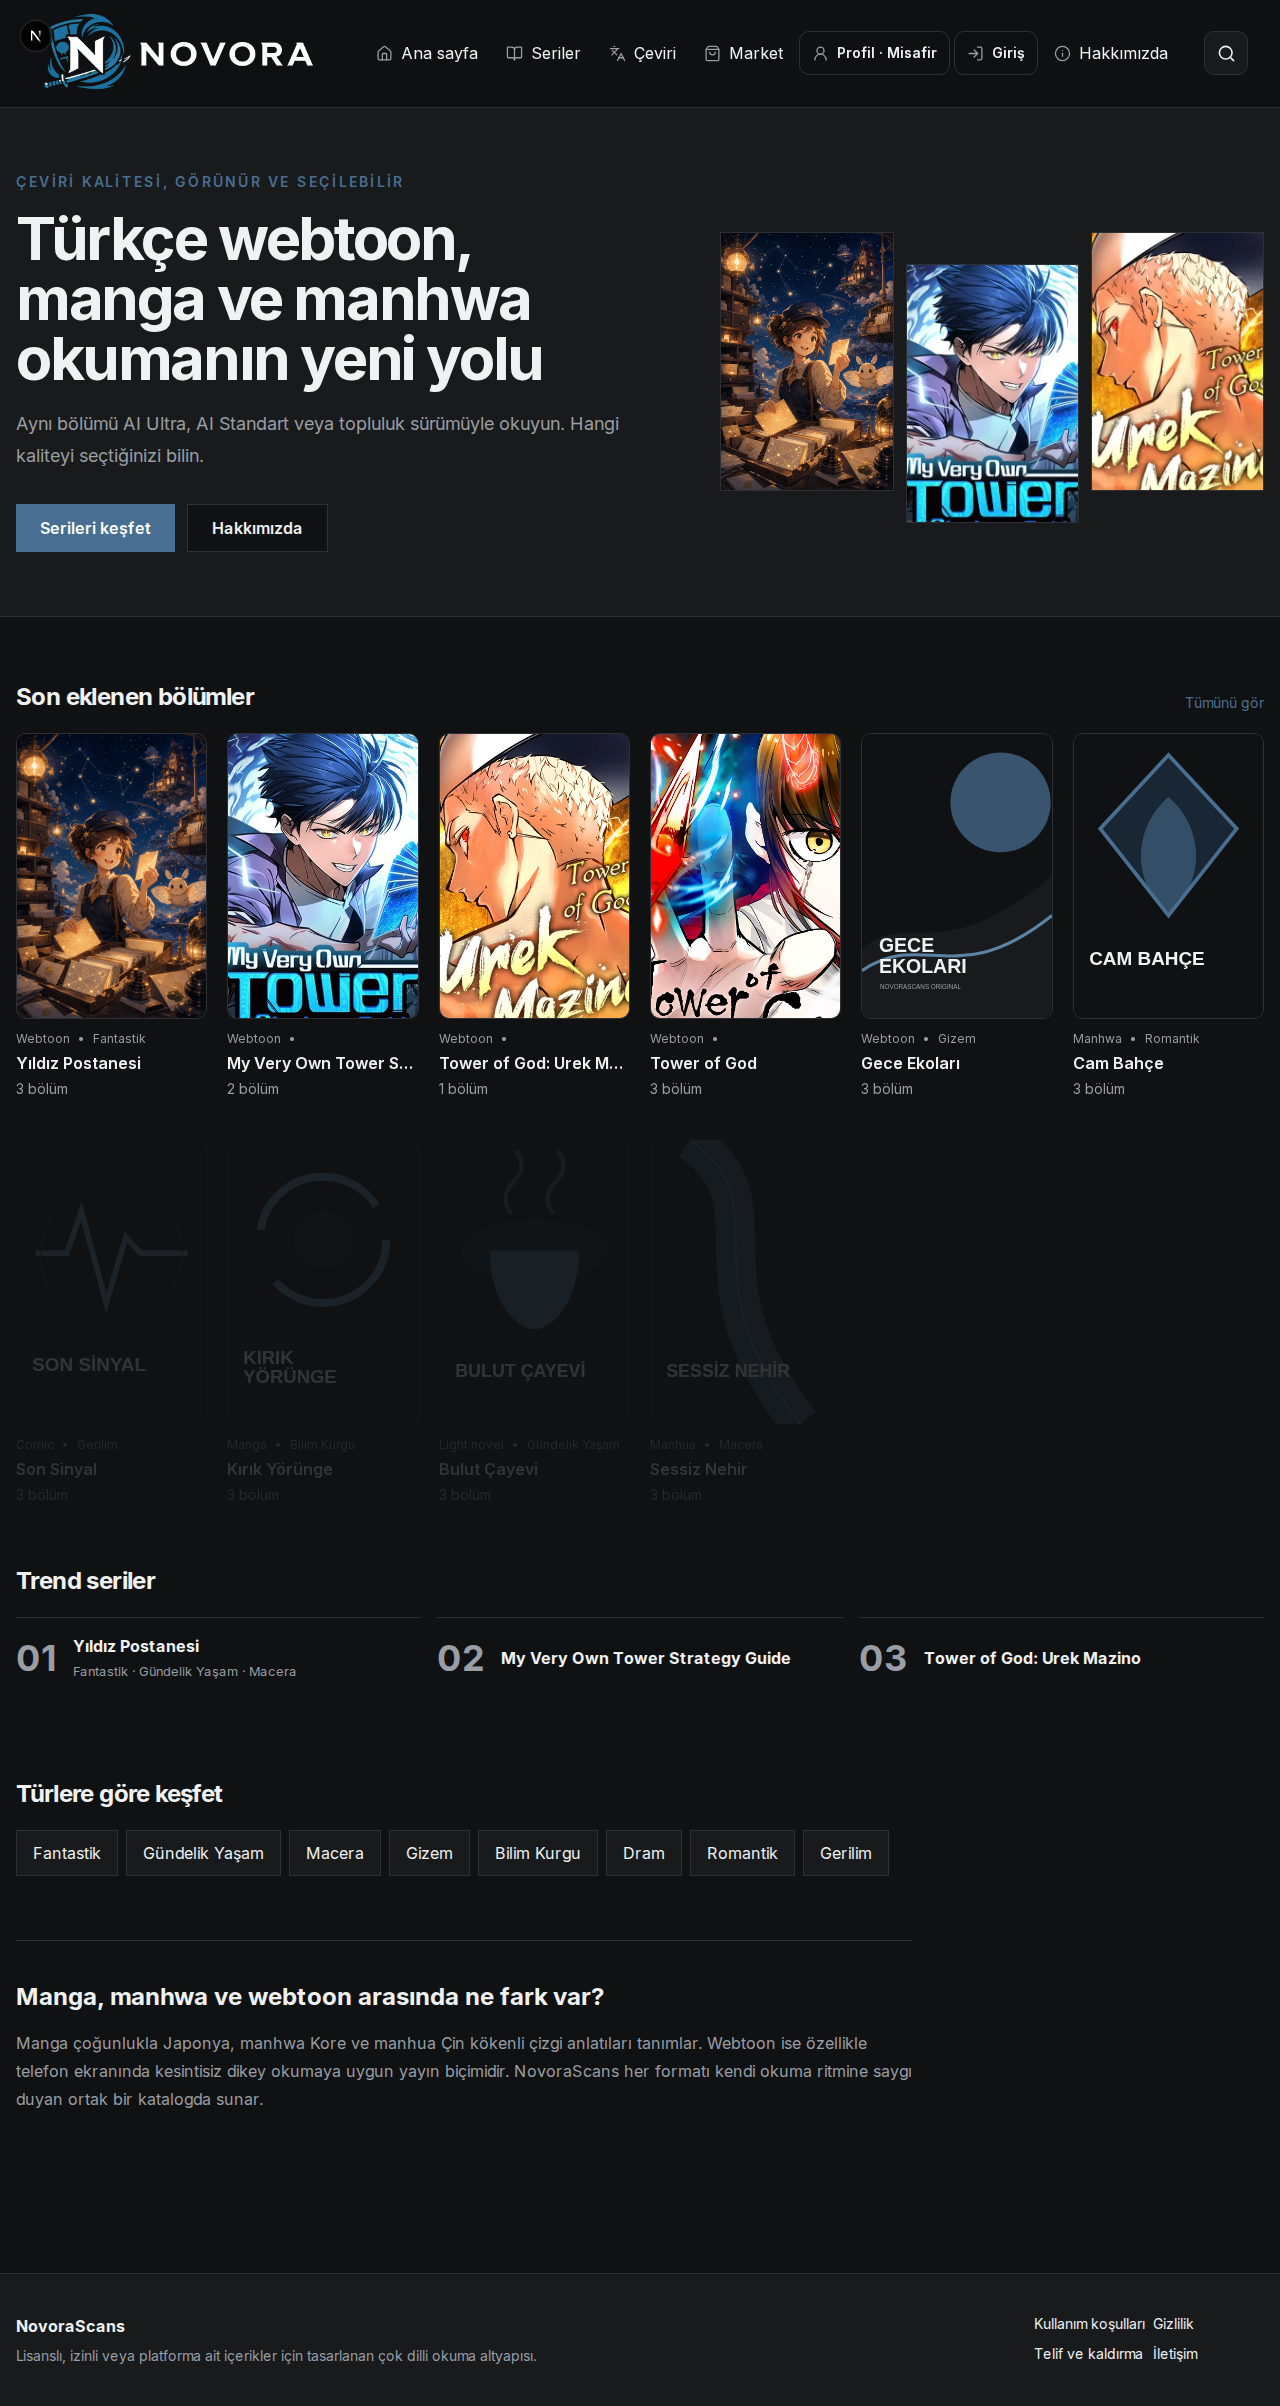 N NOVORA
Ana sayfa
Seriler
Çeviri
Market
Profil · Misafir
Giriş
Hakkımızda
ÇEVİRİ KALİTESİ, GÖRÜNÜR VE SEÇİLEBİLİR
Türkçe webtoon,
manga ve manhwa
okumanın yeni yolu
Aynı bölümü AI Ultra, AI Standart veya topluluk sürümüyle okuyun. Hangi
kaliteyi seçtiğinizi bilin.
Serileri keşfet
Hakkımızda
My Very Own
TOWER
Tower
of God
Urek
Mazino
Son eklenen bölümler
Tümünü gör
My Very Own
TOWER
Tower
of God
Urek
Mazino
Tower of
GECE
EKOLARI
NOVORASCANS ORIGINAL
CAM BAHÇE
Webtoon • Fantastik
Yıldız Postanesi
3 bölüm
Webtoon •
My Very Own Tower S...
2 bölüm
Webtoon •
Tower of God: Urek M...
1 bölüm
Webtoon •
Tower of God
3 bölüm
Webtoon • Gizem
Gece Ekoları
3 bölüm
Manhwa • Romantik
Cam Bahçe
3 bölüm
SON SİNYAL
KIRIK
YÖRÜNGE
BULUT ÇAYEVİ
SESSİZ NEHİR
Comic • Gerilim
Son Sinyal
3 bölüm
Manga • Bilim Kurgu
Kırık Yörünge
3 bölüm
Light novel • Gündelik Yaşam
Bulut Çayevi
3 bölüm
Manhua • Macera
Sessiz Nehir
3 bölüm
Trend seriler
01
Yıldız Postanesi
Fantastik · Gündelik Yaşam · Macera
02 My Very Own Tower Strategy Guide
03 Tower of God: Urek Mazino
Türlere göre keşfet
Fantastik
Gündelik Yaşam
Macera
Gizem
Bilim Kurgu
Dram
Romantik
Gerilim
Manga, manhwa ve webtoon arasında ne fark var?
Manga çoğunlukla Japonya, manhwa Kore ve manhua Çin kökenli çizgi anlatıları tanımlar. Webtoon ise özellikle
telefon ekranında kesintisiz dikey okumaya uygun yayın biçimidir. NovoraScans her formatı kendi okuma ritmine saygı
duyan ortak bir katalogda sunar.
NovoraScans
Lisanslı, izinli veya platforma ait içerikler için tasarlanan çok dilli okuma altyapısı.
Kullanım koşulları Gizlilik
Telif ve kaldırma İletişim